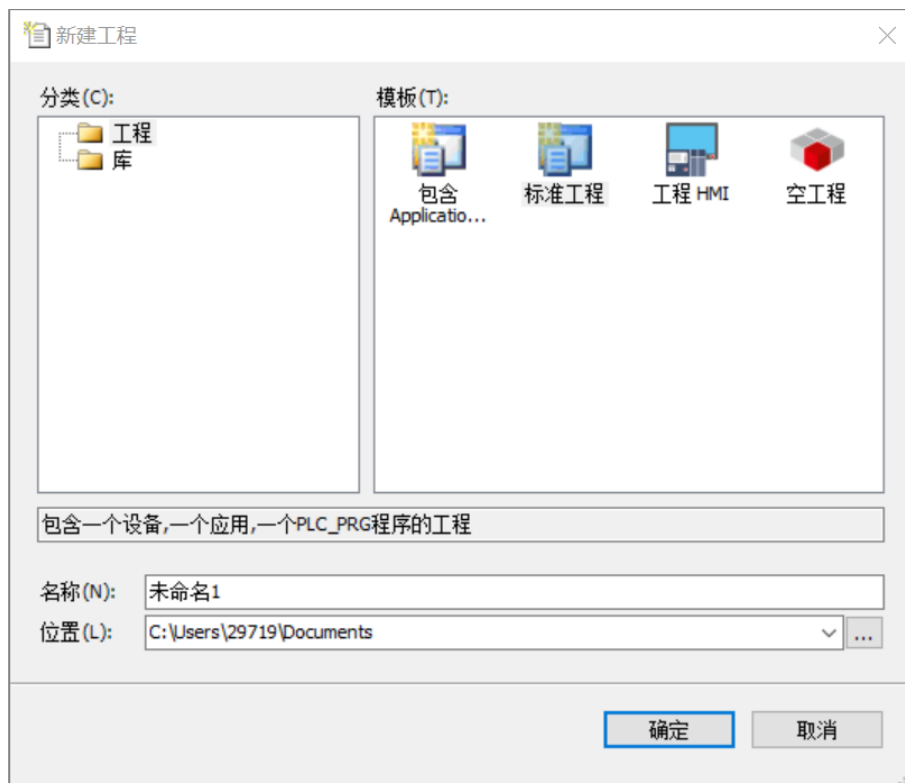 新建工程
分类(C):
模板(T):
工程
库
包含
Applicatio...
标准工程
工程 HMI
空工程
包含一个设备,一个应用,一个PLC_PRG程序的工程
名称(N):
未命名1
位置(L):
C:\Users\29719\Documents
...
确定
取消